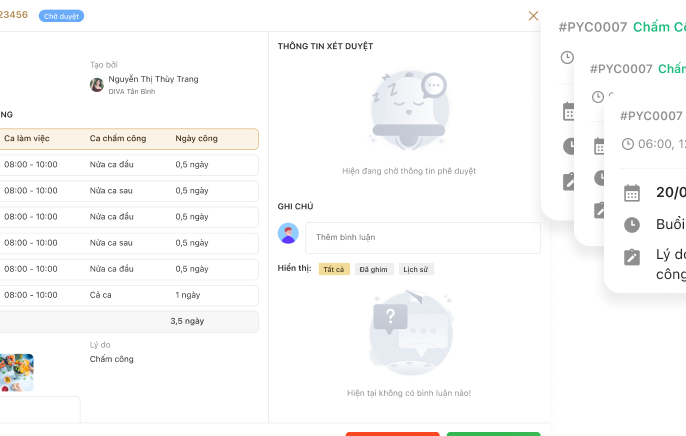 23456 Chờ duyệt
Tạo bởi
Nguyễn Thị Thùy Trang
DIVA Tân Bình
NG
Ca làm việc Ca chấm công Ngày công
08:00 - 10:00 Nửa ca đầu 0,5 ngày
08:00 - 10:00 Nửa ca sau 0,5 ngày
08:00 - 10:00 Nửa ca đầu 0,5 ngày
08:00 - 10:00 Nửa ca sau 0,5 ngày
08:00 - 10:00 Nửa ca đầu 0,5 ngày
08:00 - 10:00 Cả ca 1 ngày
3,5 ngày
Lý do
Chấm công
THÔNG TIN XÉT DUYỆT
Hiện đang chờ thông tin phê duyệt
GHI CHÚ
Thêm bình luận
Hiển thị: Tất cả Đã ghim Lịch sử
Hiện tại không có bình luận nào!
#PYC0007 Chấm Cô
#PYC0007 Chấm
#PYC0007
06:00, 12
20/0
Buổi
Lý do
công